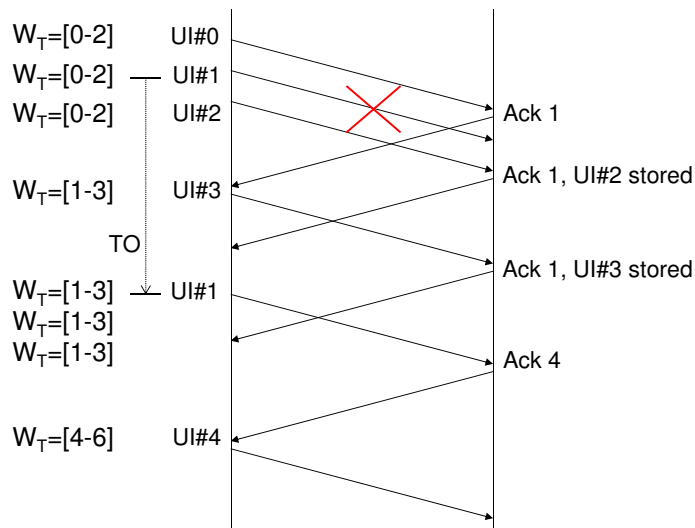 W_T=[0-2] UI#0
W_T=[0-2] UI#1
Ack 1
W_T=[0-2] UI#2
Ack 1, UI#2 stored
W_T=[1-3] UI#3
TO
Ack 1, UI#3 stored
W_T=[1-3] UI#1
W_T=[1-3]
W_T=[1-3]
Ack 4
W_T=[4-6] UI#4